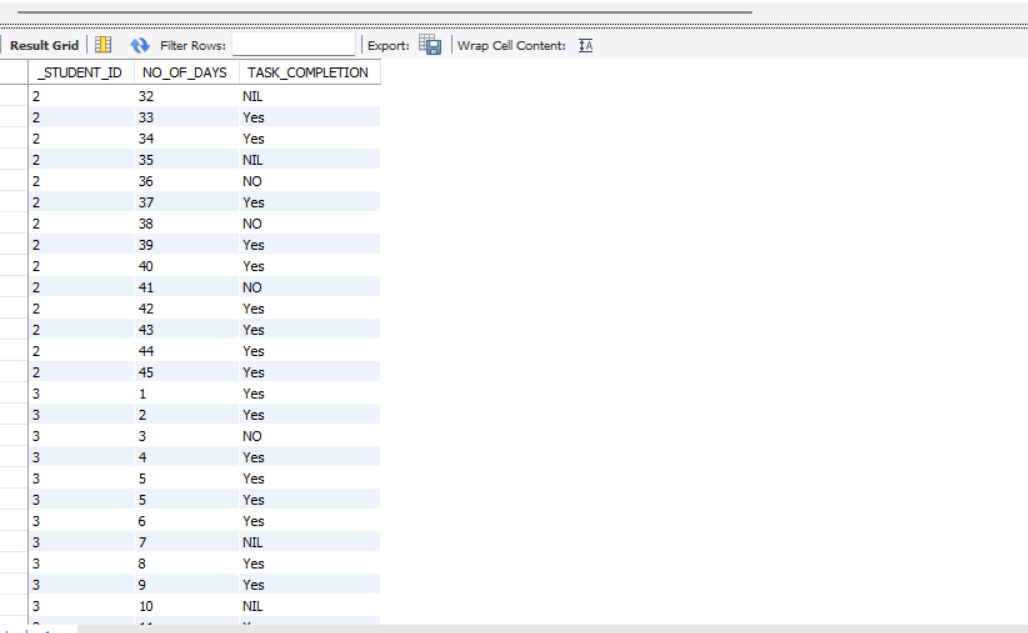 Result Grid Filter Rows: Export: Wrap Cell Content: IA
_STUDENT_ID NO_OF_DAYS TASK_COMPLETION
2 32 NIL
2 33 Yes
2 34 Yes
2 35 NIL
2 36 NO
2 37 Yes
2 38 NO
2 39 Yes
2 40 Yes
2 41 NO
2 42 Yes
2 43 Yes
2 44 Yes
2 45 Yes
3 1 Yes
3 2 Yes
3 3 NO
3 4 Yes
3 5 Yes
3 5 Yes
3 6 Yes
3 7 NIL
3 8 Yes
3 9 Yes
3 10 NIL